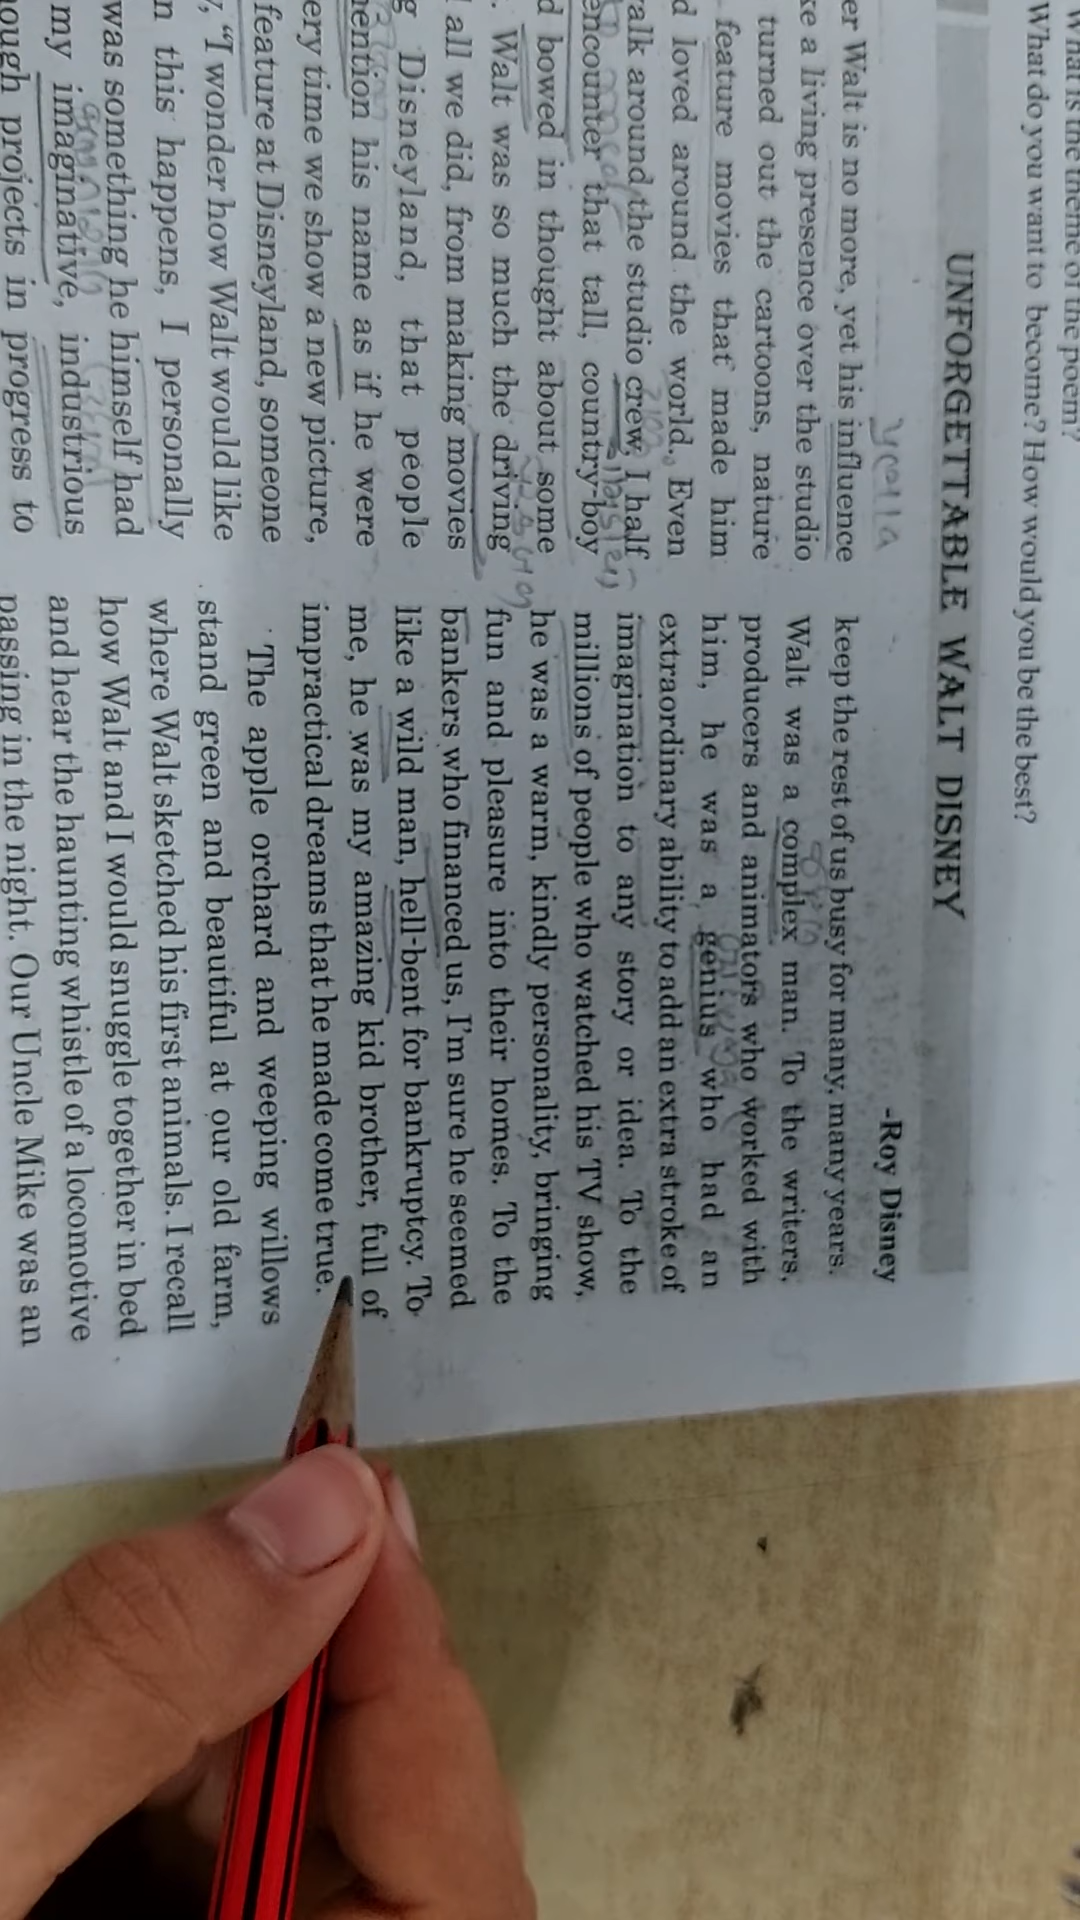 What is the theme of the poem?
What do you want to become? How would you be the best?
UNFORGETTABLE WALT DISNEY
-Roy Disney
er Walt is no more, yet his influence
ke a living presence over the studio
turned out the cartoons, nature
feature movies that made him
d loved around the world. Even
alk around the studio crew, I half
encounter that tall, country-boy
d bowed in thought about some
. Walt was so much the driving
all we did, from making movies
g Disneyland, that people
ention his name as if he were
ery time we show a new picture,
feature at Disneyland, someone
, “I wonder how Walt would like
n this happens, I personally
was something he himself had
my imaginative, industrious
ough projects in progress to
keep the rest of us busy for many, many years.
Walt was a complex man. To the writers,
producers and animators who worked with
him, he was a genius who had an
extraordinary ability to add an extra stroke of
imagination to any story or idea. To the
millions of people who watched his TV show,
he was a warm, kindly personality, bringing
fun and pleasure into their homes. To the
bankers who financed us, I'm sure he seemed
like a wild man, hell-bent for bankruptcy. To
me, he was my amazing kid brother, full of
impractical dreams that he made come true.
The apple orchard and weeping willows
stand green and beautiful at our old farm,
where Walt sketched his first animals. I recall
how Walt and I would snuggle together in bed
and hear the haunting whistle of a locomotive
passing in the night. Our Uncle Mike was an